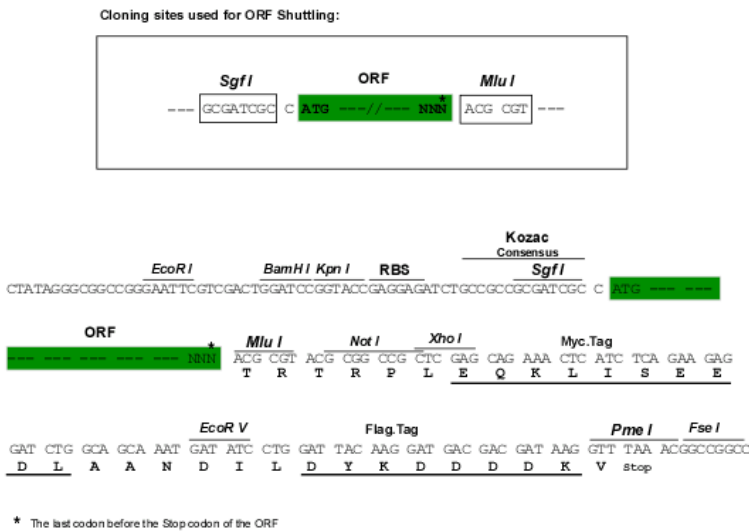 Cloning sites used for ORF Shuttling:
Sgf I ORF Mlu I
*
--- GCGATCGC C ATG ---//--- NNN ACG CGT ---
Kozac
Consensus
EcoR I BamH I Kpn I RBS Sgf I
CTATAGGGCGGCCGGGAATTCGTCGACTGGATCCGGTACCGAGGAGATCTGCCGCCGCGATCGC C ATG --- ---
ORF * Mlu I Not I Xho I Myc.Tag
--- --- --- --- --- --- NNN ACG CGT ACG CGG CCG CTC GAG CAG AAA CTC ATC TCA GAA GAG
T R T R P L E Q K L I S E E
EcoR V Flag.Tag Pme I Fse I
GAT CTG GCA GCA AAT GAT ATC CTG GAT TAC AAG GAT GAC GAC GAT AAG GTT TAA ACGGCCGGCC
D L A A N D I L D Y K D D D D K V Stop
* The last codon before the Stop codon of the ORF